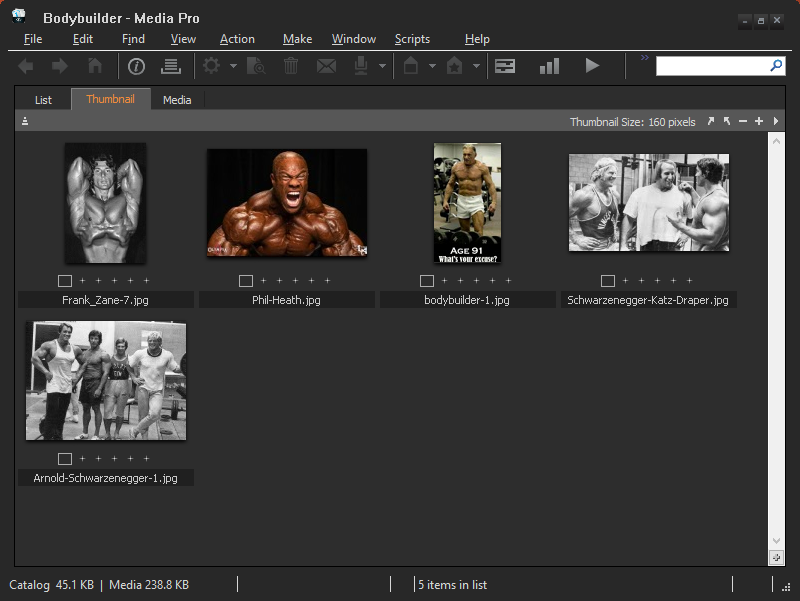 Bodybuilder - Media Pro
File Edit Find View Action Make Window Scripts Help
List Thumbnail Media
Thumbnail Size: 160 pixels
AGE 91
What's your excuse?
Frank_Zane-7.jpg Phil-Heath.jpg bodybuilder-1.jpg Schwarzenegger-Katz-Draper.jpg
Arnold-Schwarzenegger-1.jpg
Catalog 45.1 KB | Media 238.8 KB 5 items in list